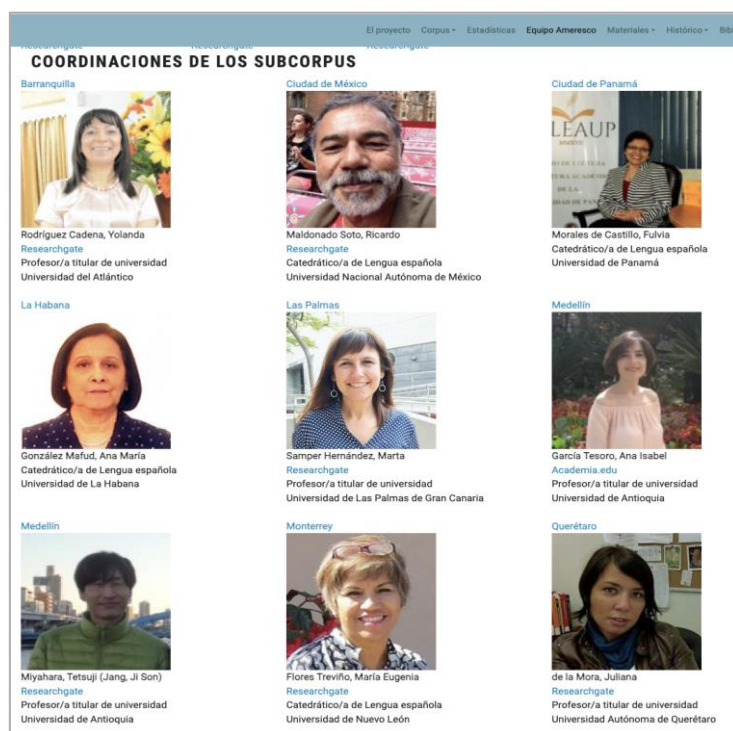 El proyecto Corpus Estadísticas Equipo Ameresco Materiales Histórico
Researchgate Researchgate Researchgate
COORDINACIONES DE LOS SUBCORPUS
Barranquilla
Rodríguez Cadena, Yolanda
Profesor/a titular de universidad
Universidad del Atlántico
Ciudad de México
Maldonado Soto, Ricardo
Researchgate
Catedrático/a de Lengua española
Universidad Nacional Autónoma de México
Ciudad de Panamá
LEAUP
Morales de Castillo, Fulvia
Catedrático/a de Lengua española
Universidad de Panamá
La Habana
González Mafud, Ana María
Catedrático/a de Lengua española
Universidad de La Habana
Las Palmas
Samper Hernández, Marta
Researchgate
Profesor/a titular de universidad
Universidad de Las Palmas de Gran Canaria
Medellín
García Tesoro, Ana Isabel
Academia.edu
Profesor/a titular de universidad
Universidad de Antioquia
Medellín
Miyahara, Tetsuji (Jang, Ji Son)
Researchgate
Profesor/a titular de universidad
Universidad de Antioquia
Monterrey
Flores Treviño, María Eugenia
Researchgate
Catedrático/a de Lengua española
Universidad de Nuevo León
Querétaro
de la Mora, Juliana
Researchgate
Profesor/a titular de universidad
Universidad Autónoma de Querétaro